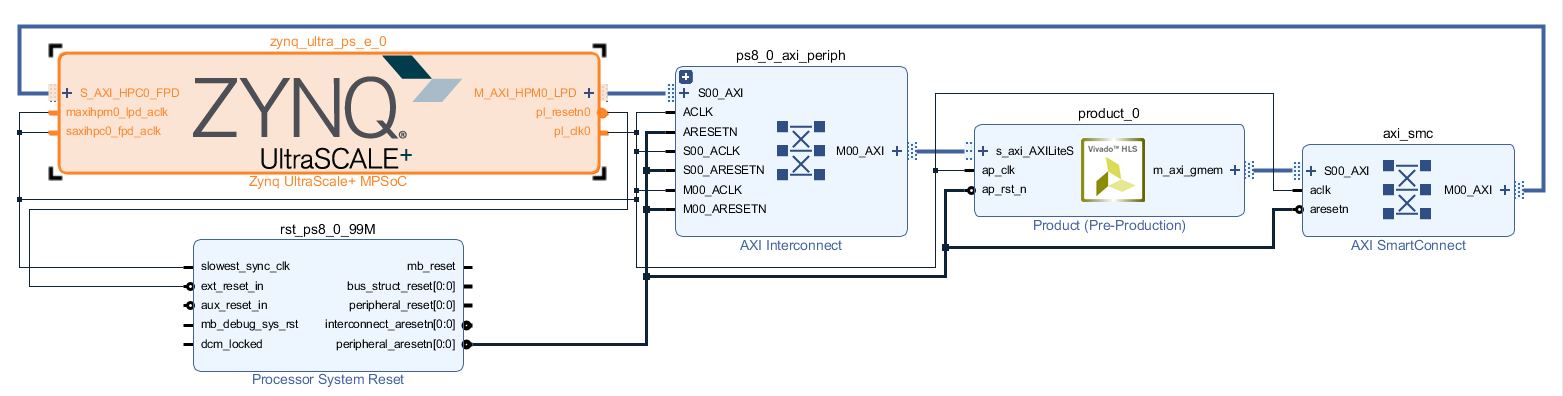 zynq_ultra_ps_e_0
S_AXI_HPC0_FPD
maxihpm0_lpd_aclk
saxihpc0_fpd_aclk
ZYNQ®
UltraSCALE+
M_AXI_HPM0_LPD
pl_resetn0
pl_clk0
Zynq UltraScale+ MPSoC
ps8_0_axi_periph
S00_AXI
ACLK
ARESETN
S00_ACLK
S00_ARESETN
M00_ACLK
M00_ARESETN
M00_AXI
AXI Interconnect
product_0
s_axi_AXILiteS
ap_clk
ap_rst_n
Vivado™ HLS
m_axi_gmem
Product (Pre-Production)
axi_smc
S00_AXI
aclk
aresetn
M00_AXI
AXI SmartConnect
rst_ps8_0_99M
slowest_sync_clk
ext_reset_in
aux_reset_in
mb_debug_sys_rst
dcm_locked
mb_reset
bus_struct_reset[0:0]
peripheral_reset[0:0]
interconnect_aresetn[0:0]
peripheral_aresetn[0:0]
Processor System Reset